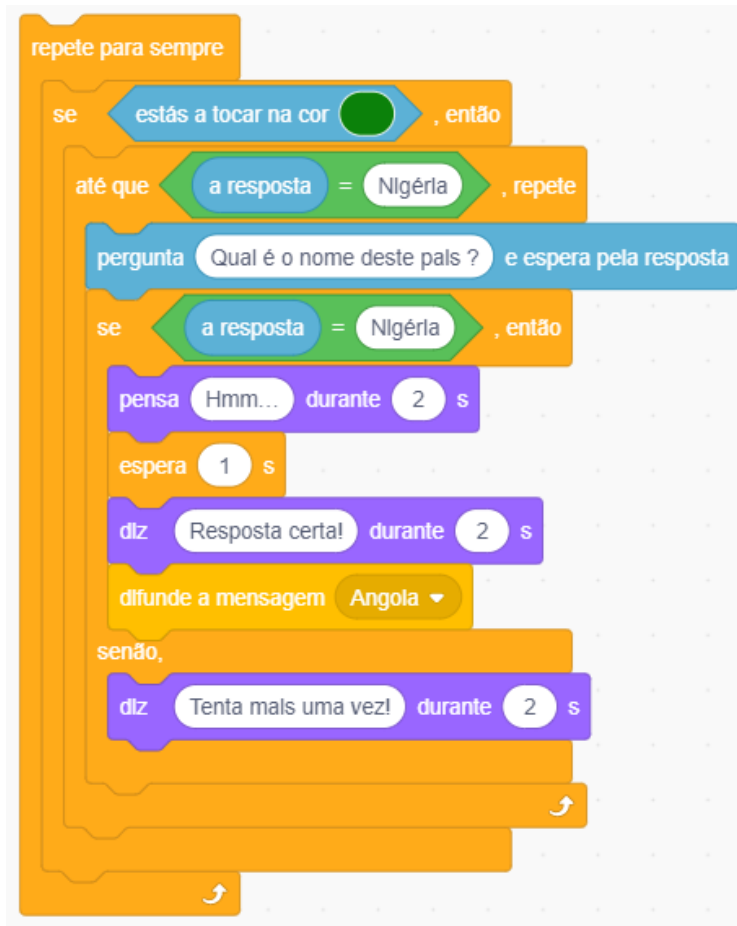 repete para sempre
se estás a tocar na cor , então
até que a resposta = Nigéria , repete
pergunta Qual é o nome deste pals ? e espera pela resposta
se a resposta = Nigéria , então
pensa Hmm... durante 2 s
espera 1 s
diz Resposta certa! durante 2 s
difunde a mensagem Angola
senão,
diz Tenta mais uma vez! durante 2 s